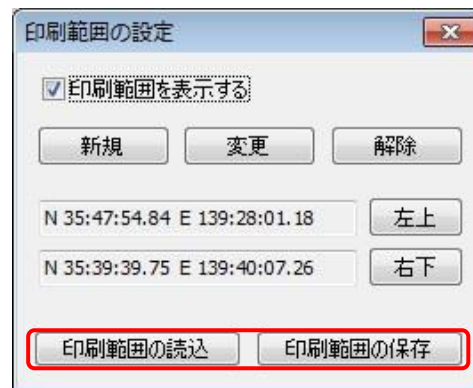 印刷範囲の設定
印刷範囲を表示する
新規 変更 解除
N 35:47:54.84 E 139:28:01.18 左上
N 35:39:39.75 E 139:40:07.26 右下
印刷範囲の読込 印刷範囲の保存